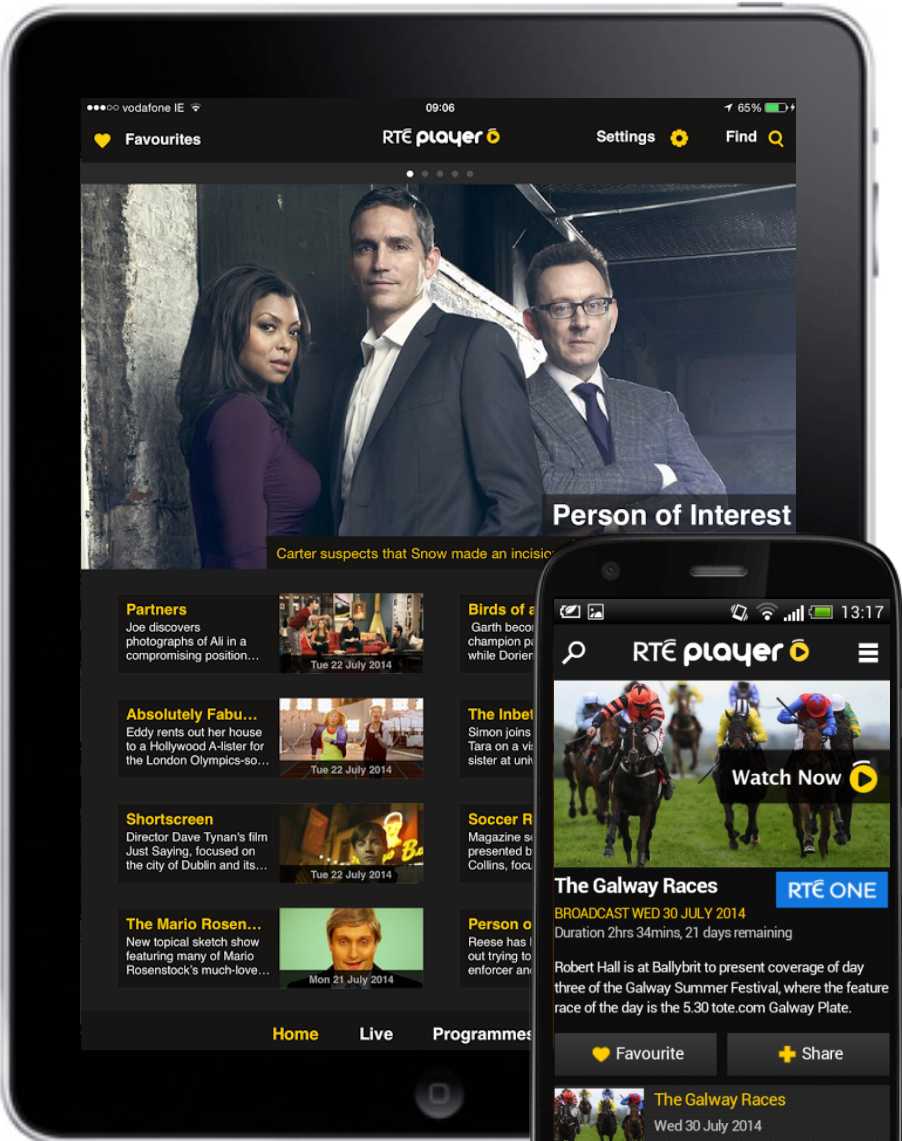 vodafone IE
09:06
65%
Favourites
RTÉ player
Settings
Find
Person of Interest
Carter suspects that Snow made an incision
Partners
Joe discovers
photographs of Ali in a
compromising position...
Tue 22 July 2014
Birds of a
Garth becom
champion pa
while Dorien
Absolutely Fabu...
Eddy rents out her house
to a Hollywood A-lister for
the London Olympics-so...
Tue 22 July 2014
The Inbet
Simon joins
Tara on a vis
sister at univ
Shortscreen
Director Dave Tynan's film
Just Saying, focused on
the city of Dublin and its...
Tue 22 July 2014
Soccer R
Magazine se
presented b
Collins, focu
The Mario Rosen...
New topical sketch show
featuring many of Mario
Rosenstock's much-love...
Mon 21 July 2014
Person o
Reese has
out trying to
enforcer and
Home
Live
Programmes
13:17
RTÉ player
Watch Now
The Galway Races
RTÉ ONE
BROADCAST WED 30 JULY 2014
Duration 2hrs 34mins, 21 days remaining
Robert Hall is at Ballybrit to present coverage of day
three of the Galway Summer Festival, where the feature
race of the day is the 5.30 tote.com Galway Plate.
Favourite
Share
The Galway Races
Wed 30 July 2014